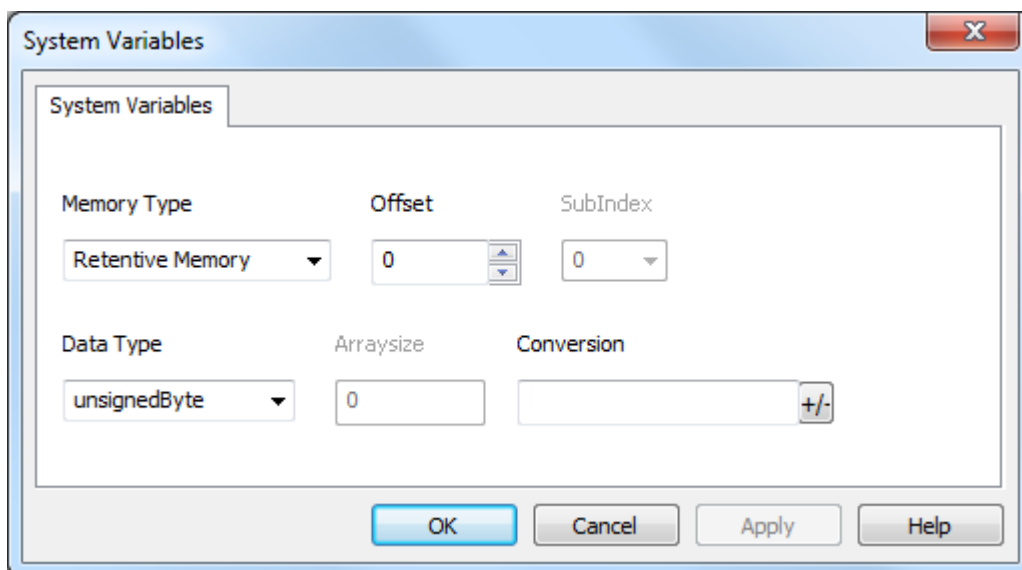 System Variables
System Variables
Memory Type Offset SubIndex
Retentive Memory 0 0
Data Type Arraysize Conversion
unsignedByte 0 +/-
OK Cancel Apply Help